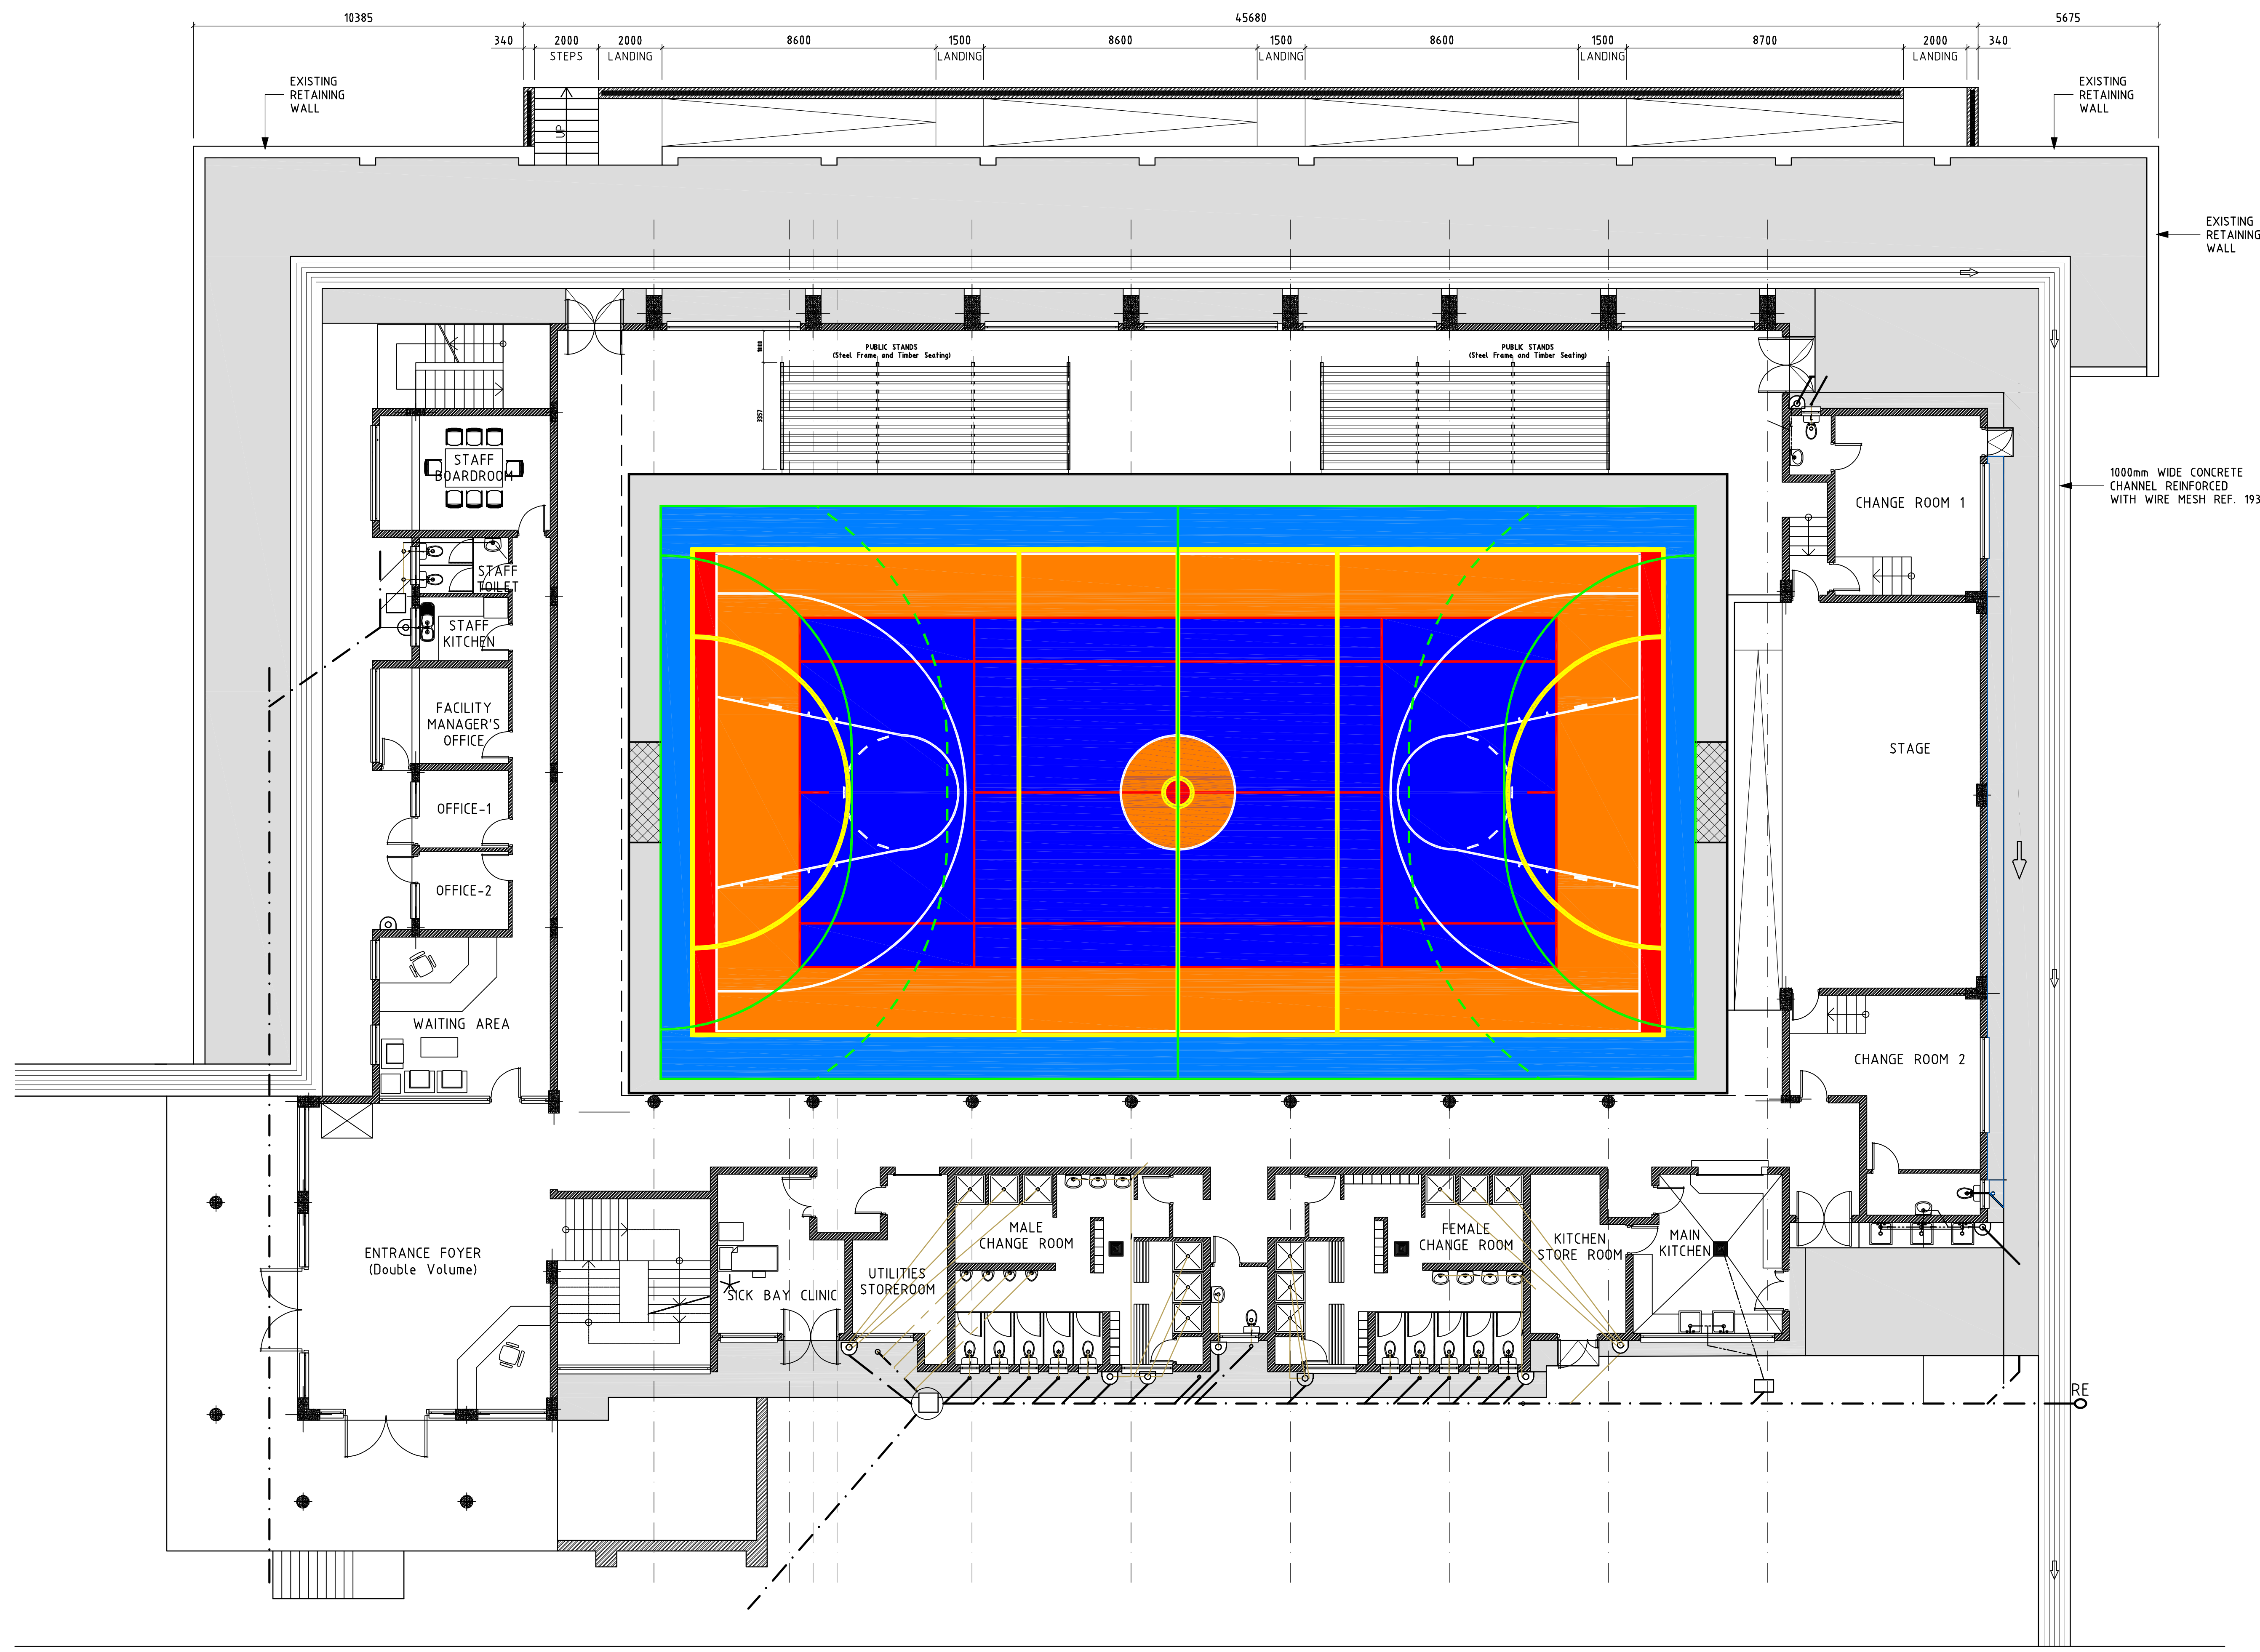 10385
45680
5675
340
2000
2000
8600
1500
8600
1500
8600
1500
8700
2000
340
STEPS
LANDING
LANDING
LANDING
LANDING
LANDING
EXISTING
RETAINING
WALL
EXISTING
RETAINING
WALL
UP
EXISTING
RETAINING
WALL
PUBLIC STANDS
(Steel Frame and Timber Seating)
PUBLIC STANDS
(Steel Frame and Timber Seating)
3357
STAFF
BOARDROOM
1000mm WIDE CONCRETE
CHANNEL REINFORCED
WITH WIRE MESH REF. 193
CHANGE ROOM 1
STAFF
TOILET
STAFF
KITCHEN
FACILITY
MANAGER'S
OFFICE
STAGE
OFFICE-1
OFFICE-2
WAITING AREA
CHANGE ROOM 2
ENTRANCE FOYER
(Double Volume)
SICK BAY CLINIC
UTILITIES
STOREROOM
MALE
CHANGE ROOM
FEMALE
CHANGE ROOM
KITCHEN
STORE ROOM
MAIN
KITCHEN
RE